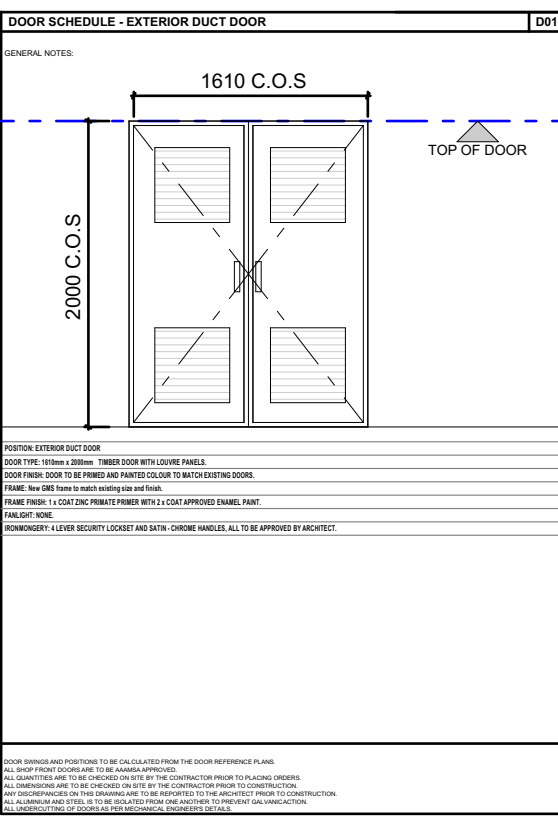 DOOR SCHEDULE - EXTERIOR DUCT DOOR D01
GENERAL NOTES:
1610 C.O.S
TOP OF DOOR
2000 C.O.S
POSITION: EXTERIOR DUCT DOOR
DOOR TYPE: 1610mm x 2000mm TIMBER DOOR WITH LOUVRE PANELS.
DOOR FINISH: DOOR TO BE PRIMED AND PAINTED COLOUR TO MATCH EXISTING DOORS.
FRAME: New GMS frame to match existing size and finish.
FRAME FINISH: 1 x COAT ZINC PRIMATE PRIMER WITH 2 x COAT APPROVED ENAMEL PAINT.
FANLIGHT: NONE.
IRONMONGERY: 4 LEVER SECURITY LOCKSET AND SATIN - CHROME HANDLES, ALL TO BE APPROVED BY ARCHITECT.
DOOR SWINGS AND POSITIONS TO BE CALCULATED FROM THE DOOR REFERENCE PLANS.
ALL SHOP FRONT DOORS ARE TO BE AAAMSA APPROVED.
ALL QUANTITIES ARE TO BE CHECKED ON SITE BY THE CONTRACTOR PRIOR TO PLACING ORDERS.
ALL DIMENSIONS ARE TO BE CHECKED ON SITE BY THE CONTRACTOR PRIOR TO CONSTRUCTION.
ANY DISCREPANCIES ON THIS DRAWING ARE TO BE REPORTED TO THE ARCHITECT PRIOR TO CONSTRUCTION.
ALL ALUMINIUM AND STEEL IS TO BE ISOLATED FROM ONE ANOTHER TO PREVENT GALVANICACTION.
ALL UNDERCUTTING OF DOORS AS PER MECHANICAL ENGINEER'S DETAILS.